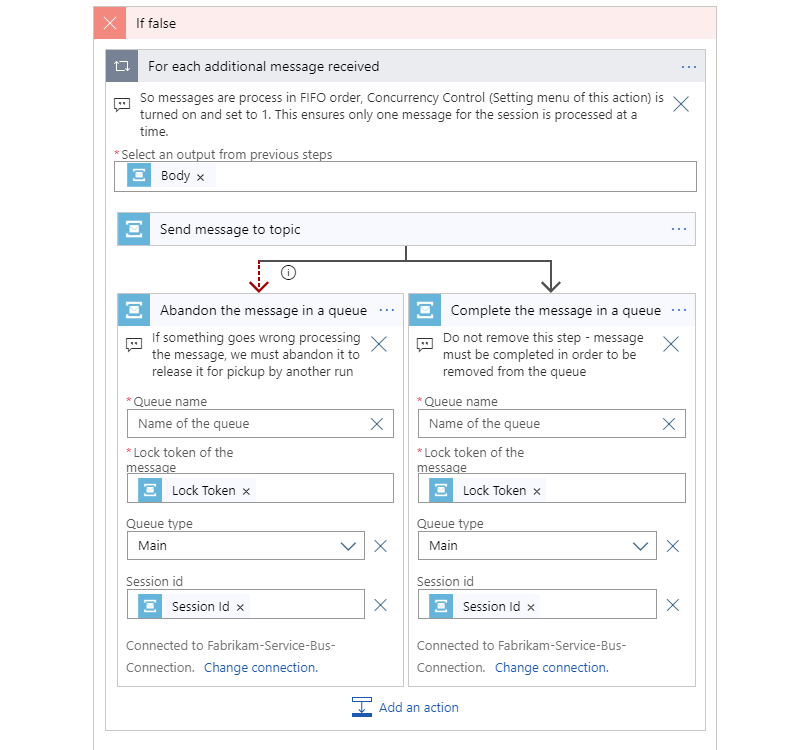 If false
For each additional message received
So messages are process in FIFO order, Concurrency Control (Setting menu of this action) is
turned on and set to 1. This ensures only one message for the session is processed at a
time.
*Select an output from previous steps
Body ×
Send message to topic
Abandon the message in a queue
If something goes wrong processing
the message, we must abandon it to
release it for pickup by another run
*Queue name
Name of the queue
*Lock token of the
message
Lock Token ×
Queue type
Main
Session id
Session Id ×
Connected to Fabrikam-Service-Bus-
Connection. Change connection.
Complete the message in a queue
Do not remove this step - message
must be completed in order to be
removed from the queue
*Queue name
Name of the queue
*Lock token of the
message
Lock Token ×
Queue type
Main
Session id
Session Id ×
Connected to Fabrikam-Service-Bus-
Connection. Change connection.
Add an action